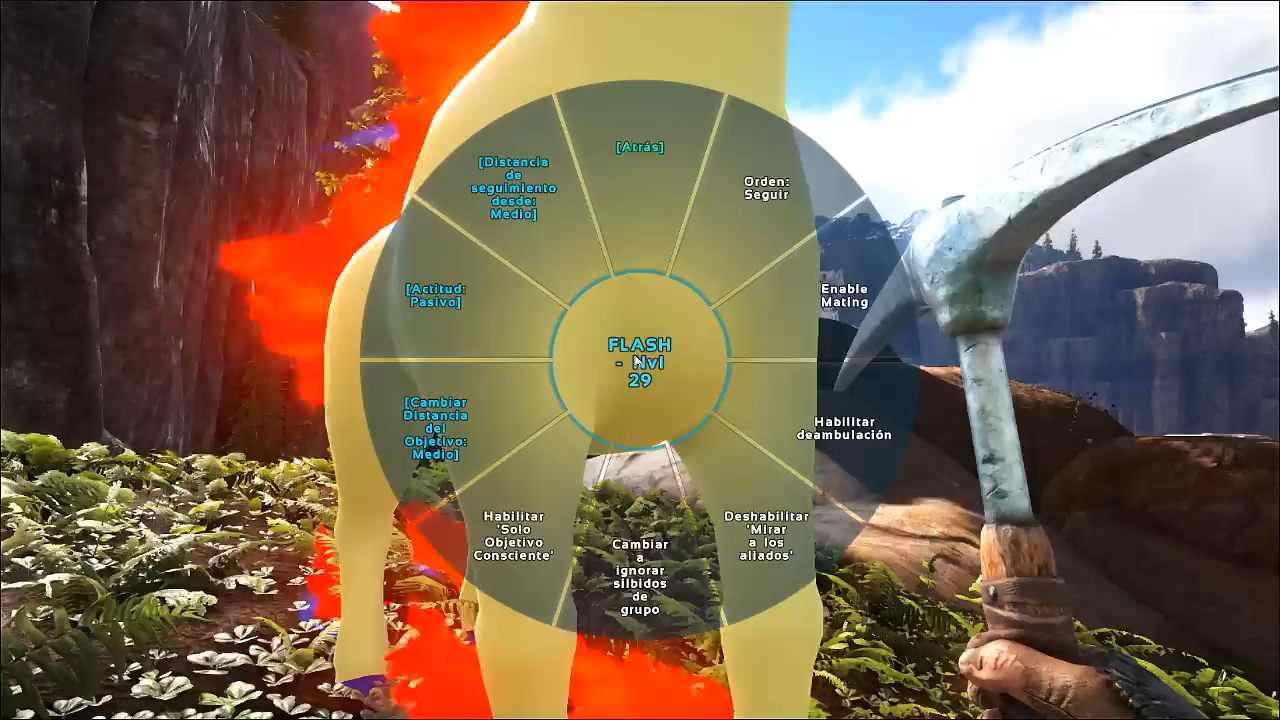 [Atrás]
Orden:
Seguir
Enable
Mating
Habilitar
deambulación
Deshabilitar
'Mirar
a los
aliados'
Cambiar
a
ignorar
silbidos
de
grupo
Habilitar
'Solo
Objetivo
Consciente'
[Cambiar
Distancia
del
Objetivo:
Medio]
[Actitud:
Pasivo]
[Distancia
de
seguimiento
desde:
Medio]
FLASH
- Nvl
29